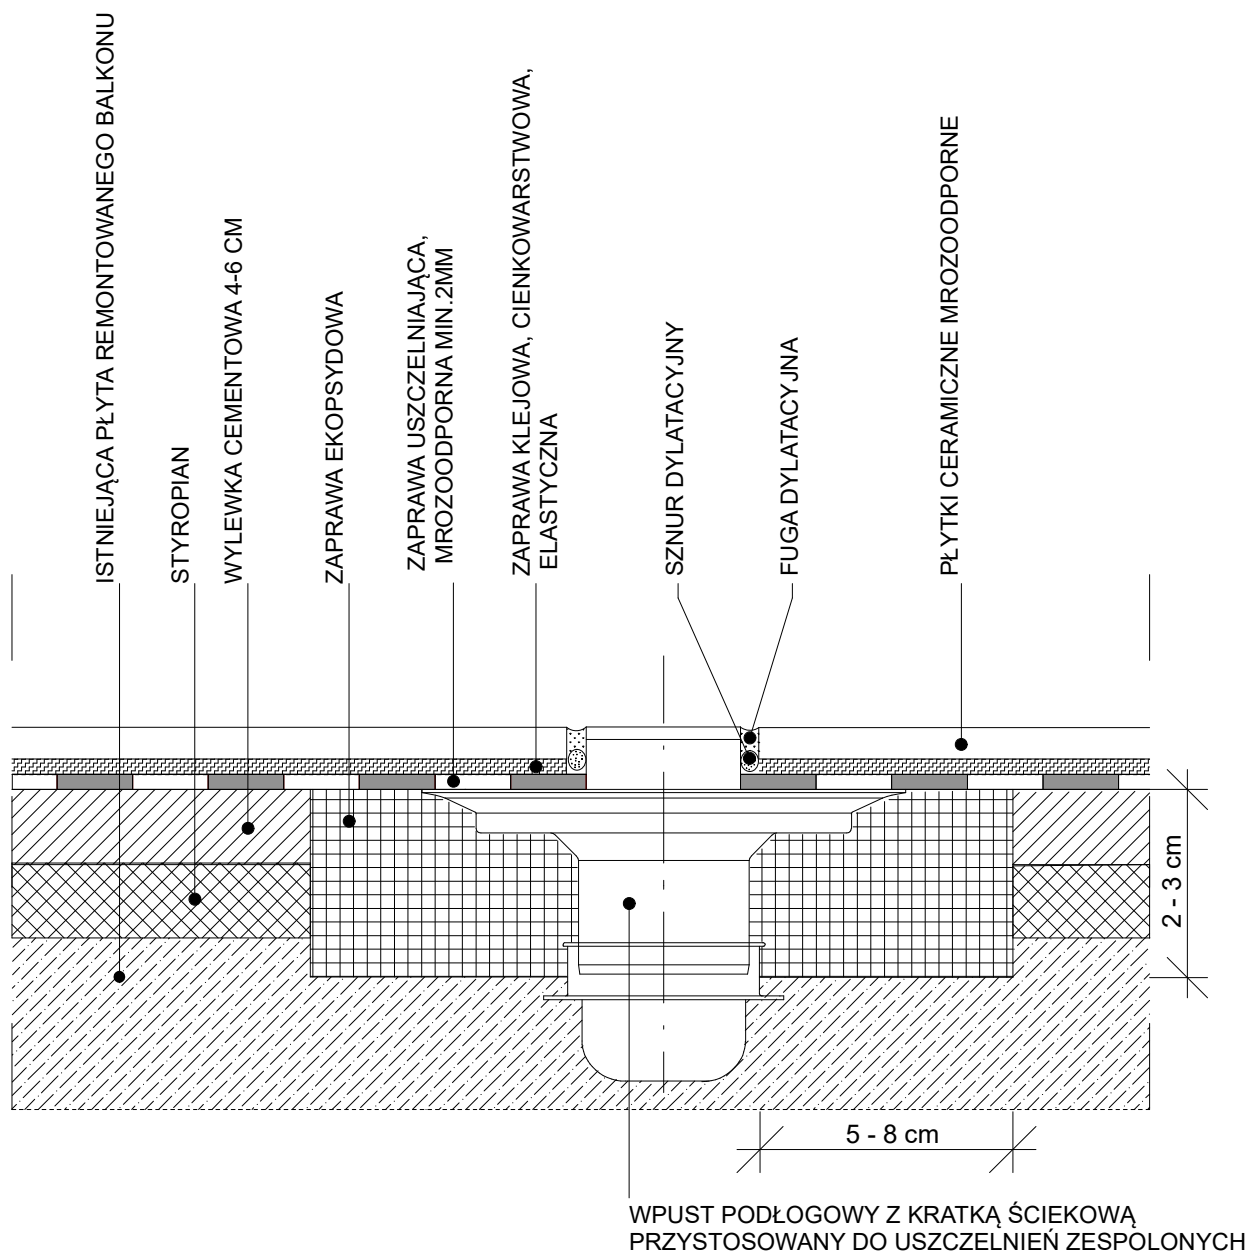 ISTNIEJĄCA PŁYTA REMONTOWANEGO BALKONU
STYROPIAN
WYLEWKA CEMENTOWA 4-6 CM
ZAPRAWA EKOPSYDOWA
ZAPRAWA USZCZELNIAJĄCA,
MROZOODPORNA MIN.2MM
ZAPRAWA KLEJOWA, CIENKOWARSTWOWA,
ELASTYCZNA
SZNUR DYLATACYJNY
FUGA DYLATACYJNA
PŁYTKI CERAMICZNE MROZOODPORNE
2 - 3 cm
5 - 8 cm
WPUST PODŁOGOWY Z KRATKĄ ŚCIEKOWĄ
PRZYSTOSOWANY DO USZCZELNIEŃ ZESPOLONYCH